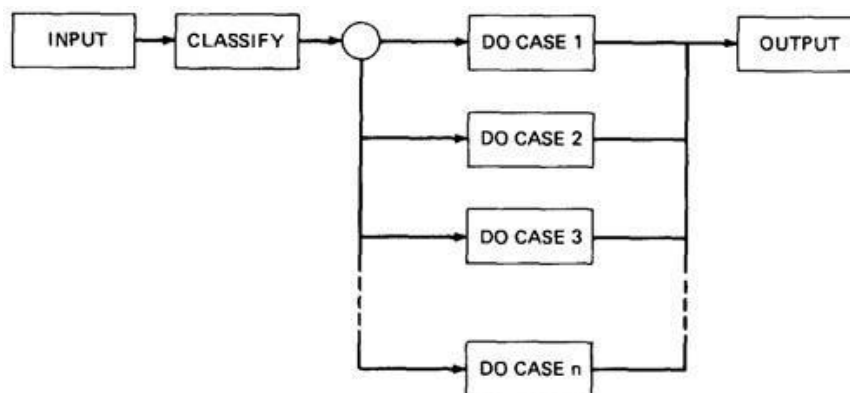 INPUT
CLASSIFY
DO CASE 1
OUTPUT
DO CASE 2
DO CASE 3
DO CASE n